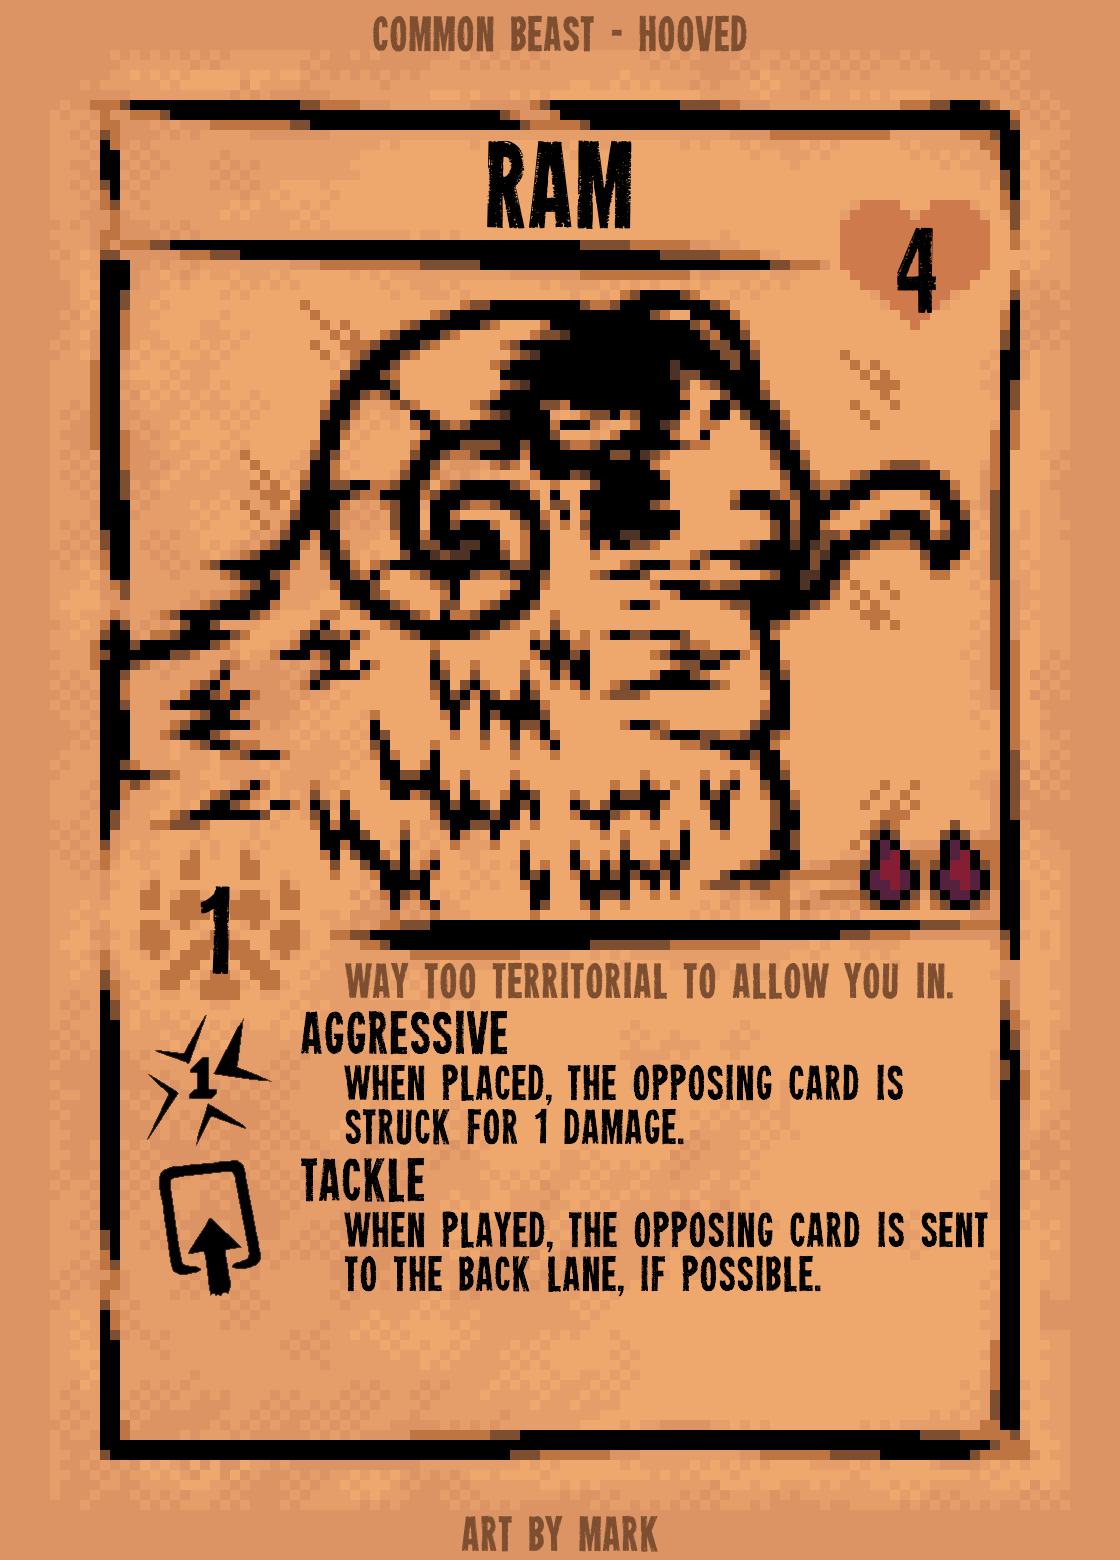 COMMON BEAST - HOOVED
RAM
4
1
WAY TOO TERRITORIAL TO ALLOW YOU IN.
AGGRESSIVE
1
WHEN PLACED, THE OPPOSING CARD IS
STRUCK FOR 1 DAMAGE.
TACKLE
WHEN PLAYED, THE OPPOSING CARD IS SENT
TO THE BACK LANE, IF POSSIBLE.
ART BY MARK